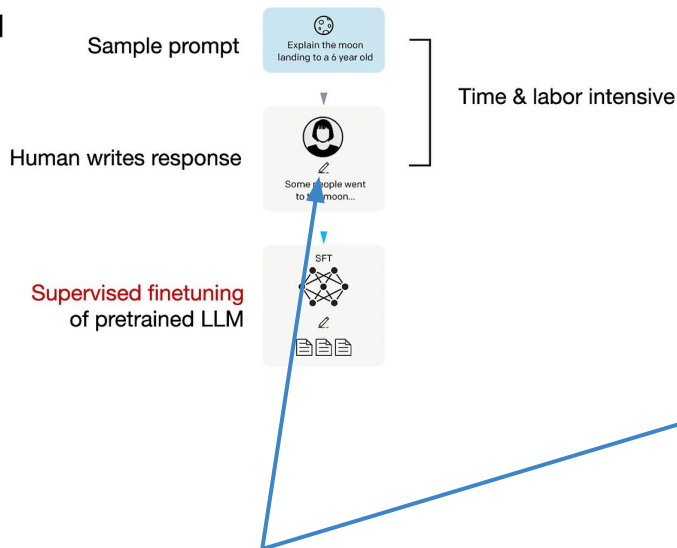 Sample prompt
Explain the moon
landing to a 6 year old
Time & labor intensive
Human writes response
Some people went
to the moon...
SFT
Supervised finetuning
of pretrained LLM